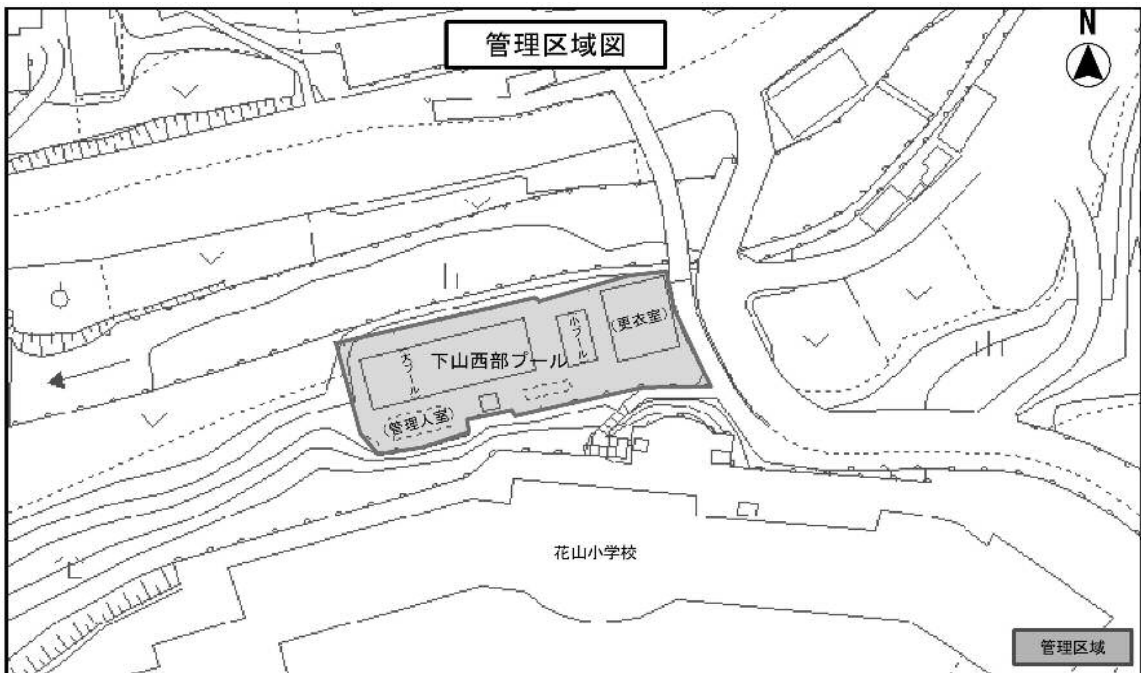 管理区域図
N
(更衣室)
小プール
大プール
下山西部プール
(管理人室)
花山小学校
管理区域